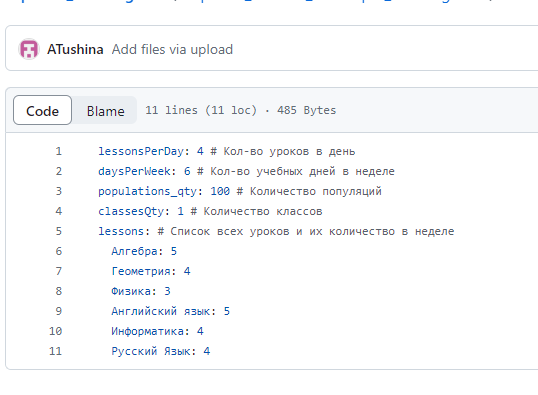 ATushina Add files via upload
Code Blame 11 lines (11 loc) · 485 Bytes
1 lessonsPerDay: 4 # Кол-во уроков в день
2 daysPerWeek: 6 # Кол-во учебных дней в неделе
3 populations_qty: 100 # Количество популяций
4 classesQty: 1 # Количество классов
5 lessons: # Список всех уроков и их количество в неделе
6 Алгебра: 5
7 Геометрия: 4
8 Физика: 3
9 Английский язык: 5
10 Информатика: 4
11 Русский Язык: 4